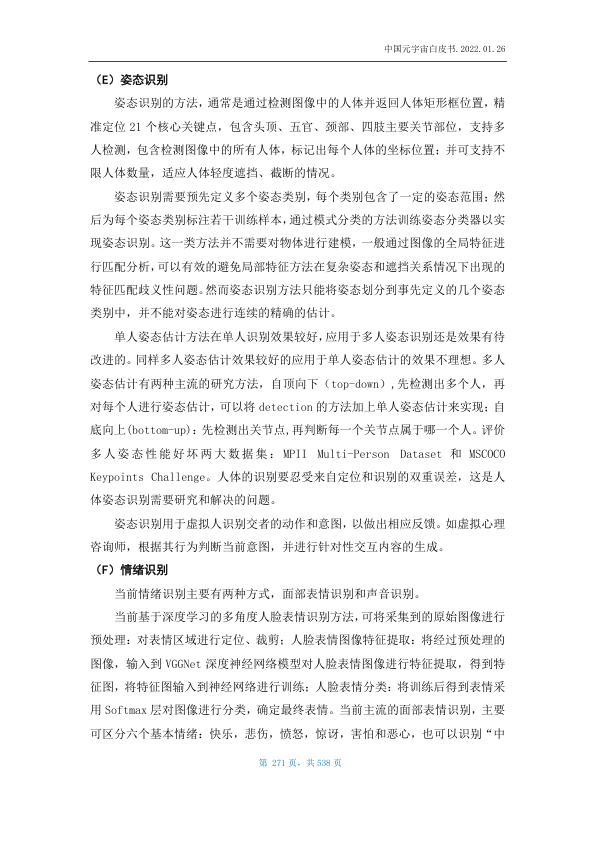 中国元宇宙白皮书.2022.01.26
（E）姿态识别
姿态识别的方法，通常是通过检测图像中的人体并返回人体矩形框位置，精
准定位 21 个核心关键点，包含头顶、五官、颈部、四肢主要关节部位，支持多
人检测，包含检测图像中的所有人体，标记出每个人体的坐标位置；并可支持不
限人体数量，适应人体轻度遮挡、截断的情况。
姿态识别需要预先定义多个姿态类别，每个类别包含了一定的姿态范围；然
后为每个姿态类别标注若干训练样本，通过模式分类的方法训练姿态分类器以实
现姿态识别。这一类方法并不需要对物体进行建模，一般通过图像的全局特征进
行匹配分析，可以有效的避免局部特征方法在复杂姿态和遮挡关系情况下出现的
特征匹配歧义性问题。然而姿态识别方法只能将姿态划分到事先定义的几个姿态
类别中，并不能对姿态进行连续的精确的估计。
单人姿态估计方法在单人识别效果较好，应用于多人姿态识别还是效果有待
改进的。同样多人姿态估计效果较好的应用于单人姿态估计的效果不理想。多人
姿态估计有两种主流的研究方法，自顶向下（top-down）,先检测出多个人，再
对每个人进行姿态估计，可以将 detection 的方法加上单人姿态估计来实现；自
底向上(bottom-up)：先检测出关节点,再判断每一个关节点属于哪一个人。评价
多人姿态性能好坏两大数据集：MPII Multi-Person Dataset 和 MSCOCO
Keypoints Challenge。人体的识别要忍受来自定位和识别的双重误差，这是人
体姿态识别需要研究和解决的问题。
姿态识别用于虚拟人识别交者的动作和意图，以做出相应反馈。如虚拟心理
咨询师，根据其行为判断当前意图，并进行针对性交互内容的生成。
（F）情绪识别
当前情绪识别主要有两种方式，面部表情识别和声音识别。
当前基于深度学习的多角度人脸表情识别方法，可将采集到的原始图像进行
预处理：对表情区域进行定位、裁剪；人脸表情图像特征提取：将经过预处理的
图像，输入到 VGGNet 深度神经网络模型对人脸表情图像进行特征提取，得到特
征图，将特征图输入到神经网络进行训练；人脸表情分类：将训练后得到表情采
用 Softmax 层对图像进行分类，确定最终表情。当前主流的面部表情识别，主要
可区分六个基本情绪：快乐，悲伤，愤怒，惊讶，害怕和恶心，也可以识别“中
第 271 页，共 538 页